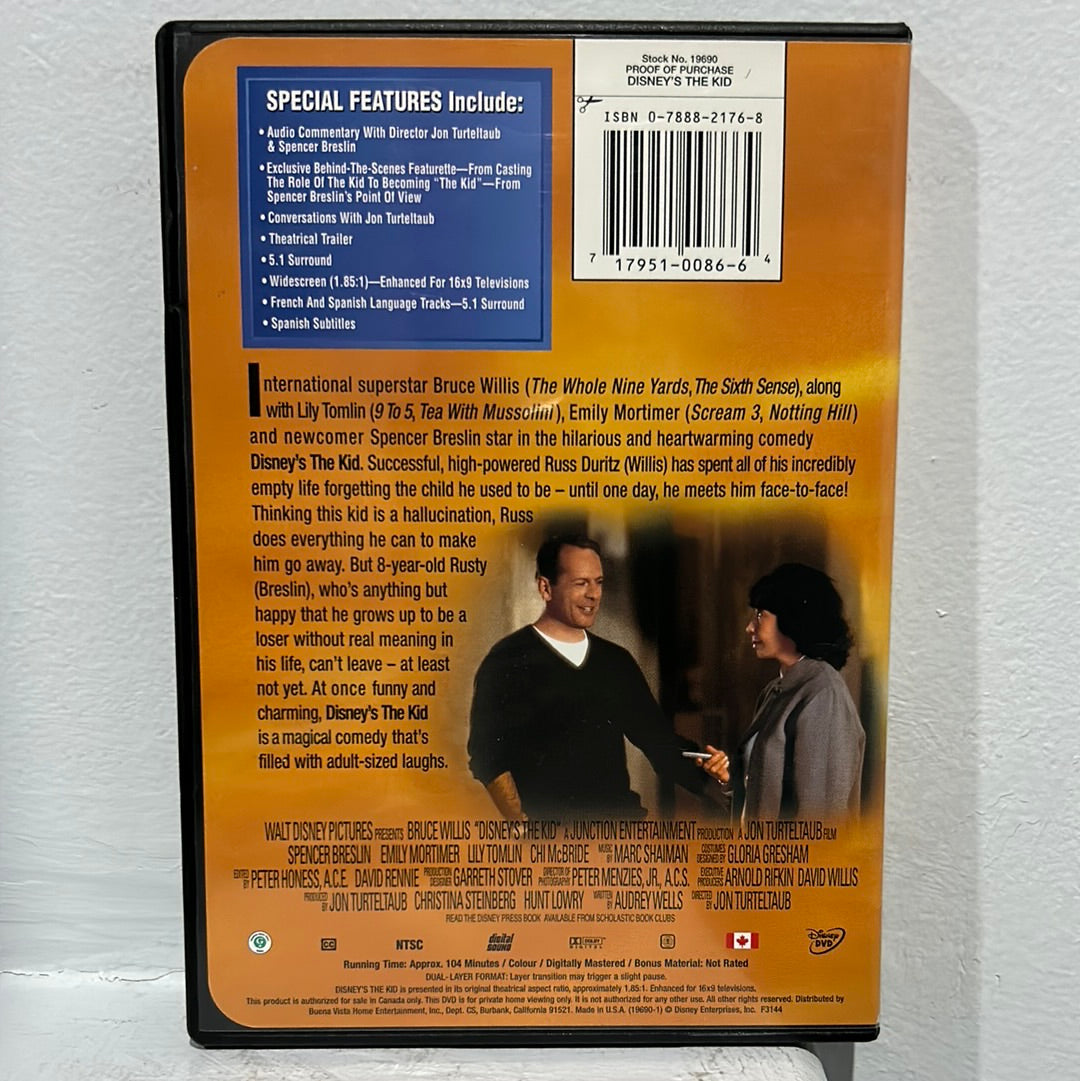 SPECIAL FEATURES Include:
• Audio Commentary With Director Jon Turteltaub
& Spencer Breslin
• Exclusive Behind-The-Scenes Featurette—From Casting
The Role Of The Kid To Becoming "The Kid"—From
Spencer Breslin's Point Of View
• Conversations With Jon Turteltaub
• Theatrical Trailer
• 5.1 Surround
• Widescreen (1.85:1)—Enhanced For 16x9 Televisions
• French And Spanish Language Tracks—5.1 Surround
• Spanish Subtitles
Stock No. 19690
PROOF OF PURCHASE
DISNEY'S THE KID
ISBN 0-7888-2176-8
7 17951-0086-6 4
International superstar Bruce Willis (The Whole Nine Yards, The Sixth Sense), along
with Lily Tomlin (9 To 5, Tea With Mussolini), Emily Mortimer (Scream 3, Notting Hill)
and newcomer Spencer Breslin star in the hilarious and heartwarming comedy
Disney's The Kid. Successful, high-powered Russ Duritz (Willis) has spent all of his incredibly
empty life forgetting the child he used to be – until one day, he meets him face-to-face!
Thinking this kid is a hallucination, Russ
does everything he can to make
him go away. But 8-year-old Rusty
(Breslin), who's anything but
happy that he grows up to be a
loser without real meaning in
his life, can't leave – at least
not yet. At once funny and
charming, Disney's The Kid
is a magical comedy that's
filled with adult-sized laughs.
WALT DISNEY PICTURES PRESENTS BRUCE WILLIS "DISNEY'S THE KID" A JUNCTION ENTERTAINMENT PRODUCTION A JON TURTELTAUB FILM
SPENCER BRESLIN EMILY MORTIMER LILY TOMLIN CHI McBRIDE MUSIC BY MARC SHAIMAN COSTUMES DESIGNED BY GLORIA GRESHAM
EDITED BY PETER HONESS, A.C.E. DAVID RENNIE PRODUCTION DESIGNER GARRETH STOVER DIRECTOR OF PHOTOGRAPHY PETER MENZIES, JR., A.C.S. EXECUTIVE PRODUCERS ARNOLD RIFKIN DAVID WILLIS
PRODUCED BY JON TURTELTAUB CHRISTINA STEINBERG HUNT LOWRY WRITTEN BY AUDREY WELLS DIRECTED BY JON TURTELTAUB
READ THE DISNEY PRESS BOOK AVAILABLE FROM SCHOLASTIC BOOK CLUBS
G CC NTSC digital SOUND DOLBY DIGITAL Disney DVD
Running Time: Approx. 104 Minutes / Colour / Digitally Mastered / Bonus Material: Not Rated
DUAL-LAYER FORMAT: Layer transition may trigger a slight pause.
DISNEY'S THE KID is presented in its original theatrical aspect ratio, approximately 1.85:1. Enhanced for 16x9 televisions.
This product is authorized for sale in Canada only. This DVD is for private home viewing only. It is not authorized for any other use. All other rights reserved. Distributed by
Buena Vista Home Entertainment, Inc., Dept. CS, Burbank, California 91521. Made in U.S.A. (19690-1) © Disney Enterprises, Inc. F3144